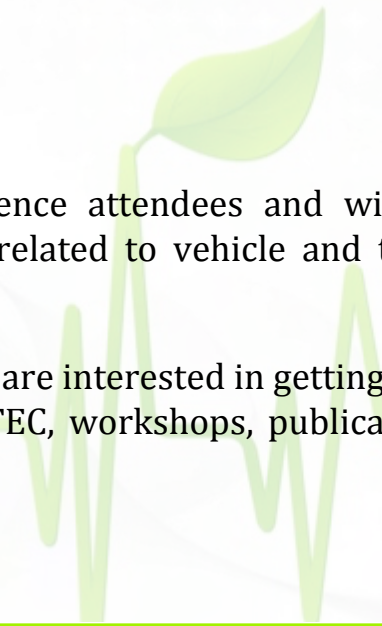 ence attendees and wi
related to vehicle and t
are interested in getting
TEC, workshops, publica